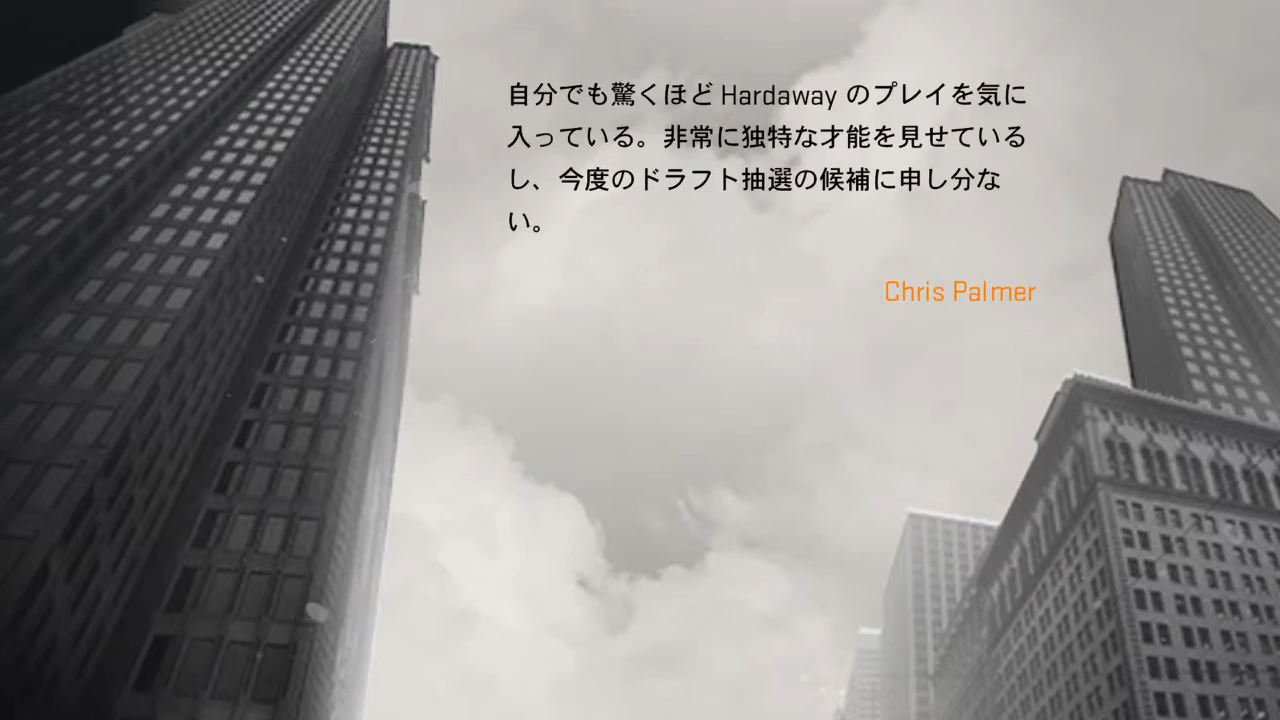 自分でも驚くほど Hardaway のプレイを気に
入っている。非常に独特な才能を見せている
し、今度のドラフト抽選の候補に申し分な
い。
Chris Palmer